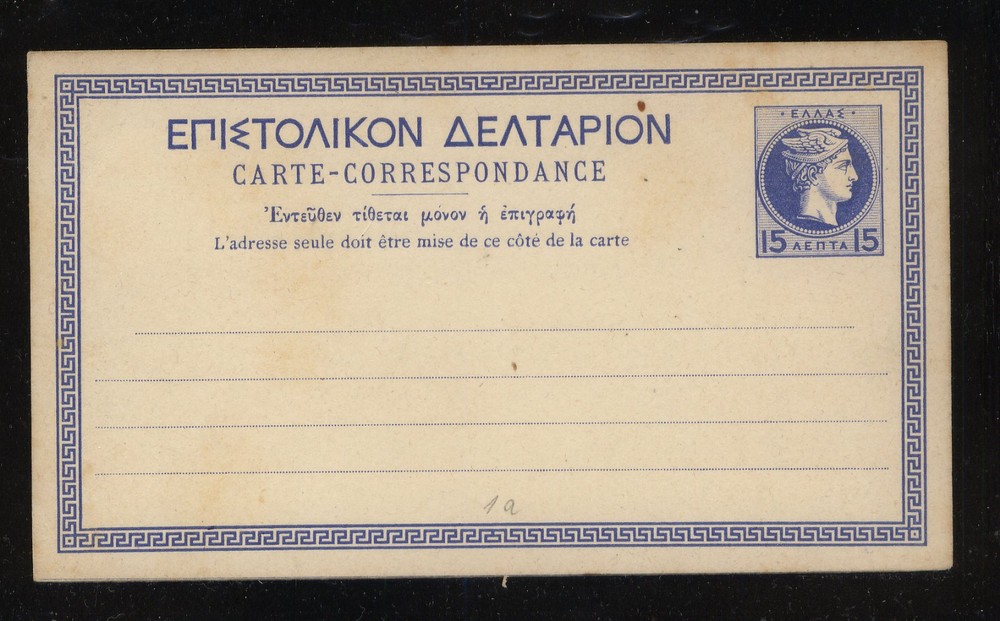 ΕΠΙΣΤΟΛΙΚΟΝ ΔΕΛΤΑΡΙΟΝ
CARTE-CORRESPONDANCE
Ἐντεῦθεν τίθεται μόνον ἡ ἐπιγραφή
L'adresse seule doit être mise de ce côté de la carte
· ΕΛΛΑΣ ·
15 ΛΕΠΤΑ 15
1a